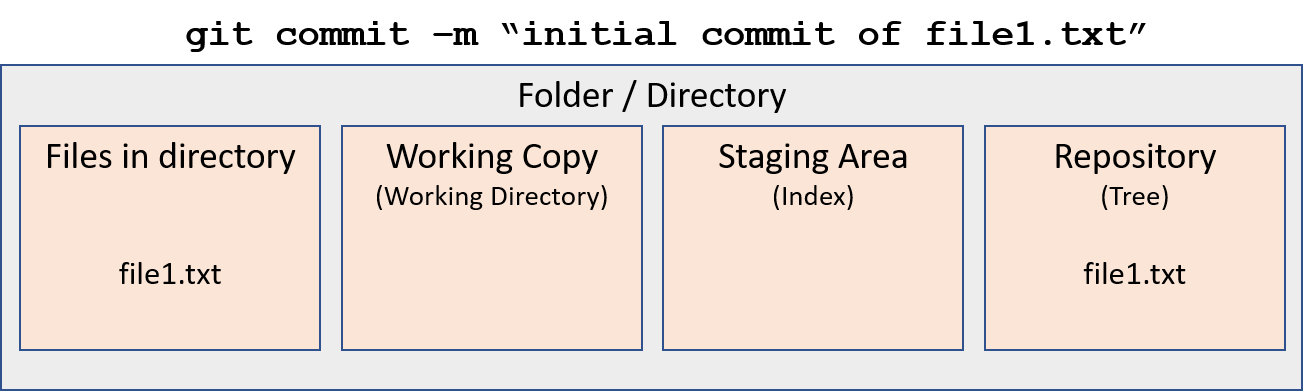 git commit –m “initial commit of file1.txt”
Folder / Directory
Files in directory
file1.txt
Working Copy
(Working Directory)
Staging Area
(Index)
Repository
(Tree)
file1.txt